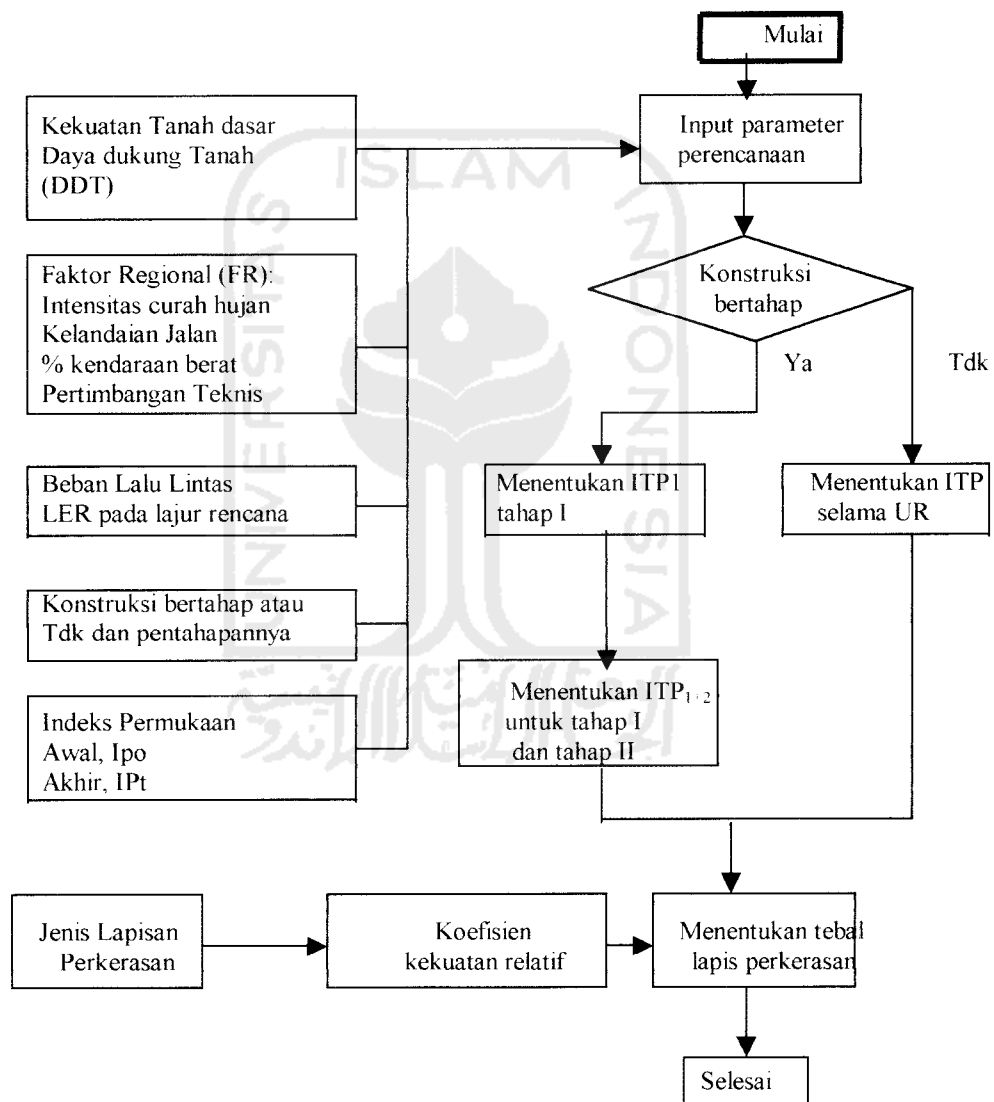 Mulai
Kekuatan Tanah dasar
Daya dukung Tanah
(DDT)
Input parameter
perencanaan
Faktor Regional (FR):
Intensitas curah hujan
Kelandaian Jalan
% kendaraan berat
Pertimbangan Teknis
Konstruksi
bertahap
Ya
Tdk
Beban Lalu Lintas
LER pada lajur rencana
Menentukan ITP1
tahap I
Menentukan ITP
selama UR
Konstruksi bertahap atau
Tdk dan pentahapannya
Indeks Permukaan
Awal, Ipo
Akhir, IPt
Menentukan ITP₁₊₂
untuk tahap I
dan tahap II
Jenis Lapisan
Perkerasan
Koefisien
kekuatan relatif
Menentukan tebal
lapis perkerasan
Selesai
UNIVERSITAS
ISLAM
INDONESIA